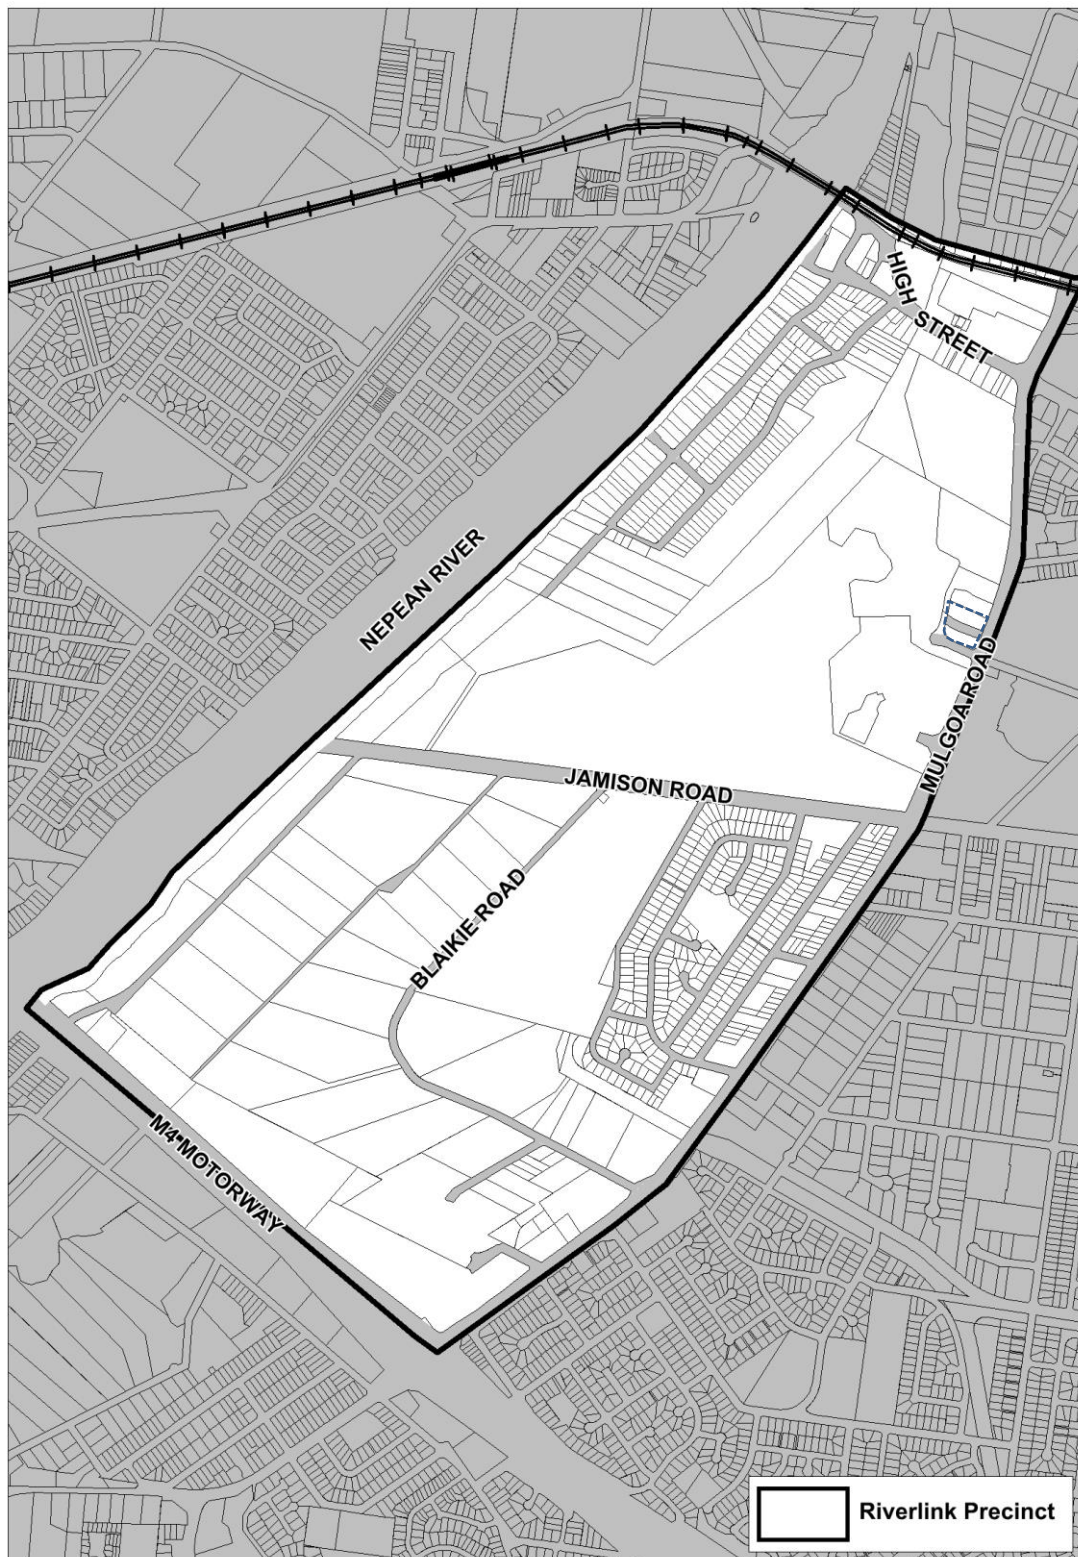 HIGH STREET
NEPEAN RIVER
MULGOA ROAD
JAMISON ROAD
BLAIKIE ROAD
M4 MOTORWAY
Riverlink Precinct